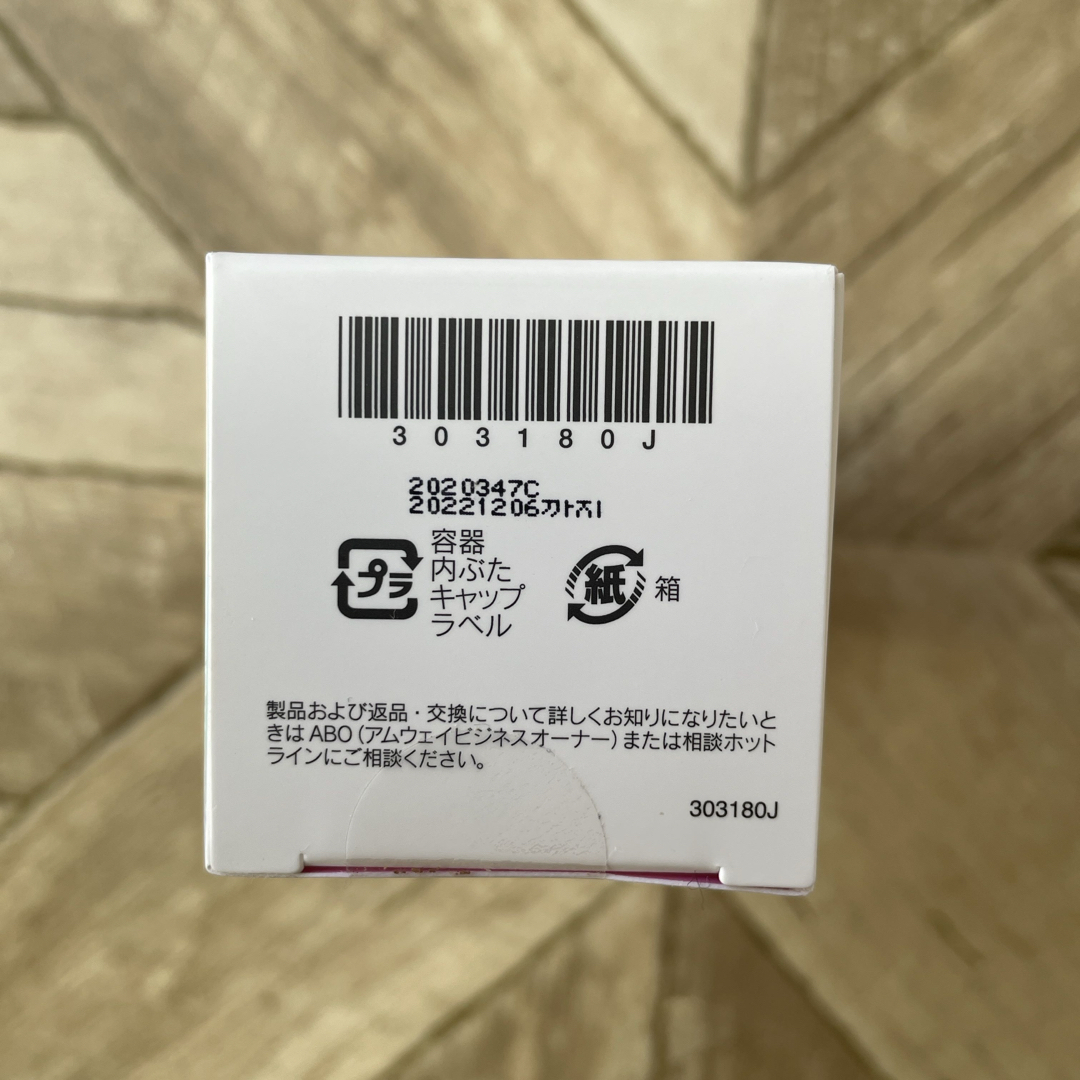 303180J
2020347C
20221206까지
プラ
容器
内ぶた
キャップ
ラベル
紙
箱
製品および返品・交換について詳しくお知りになりたいと
きはABO（アムウェイビジネスオーナー）または相談ホット
ラインにご相談ください。
303180J